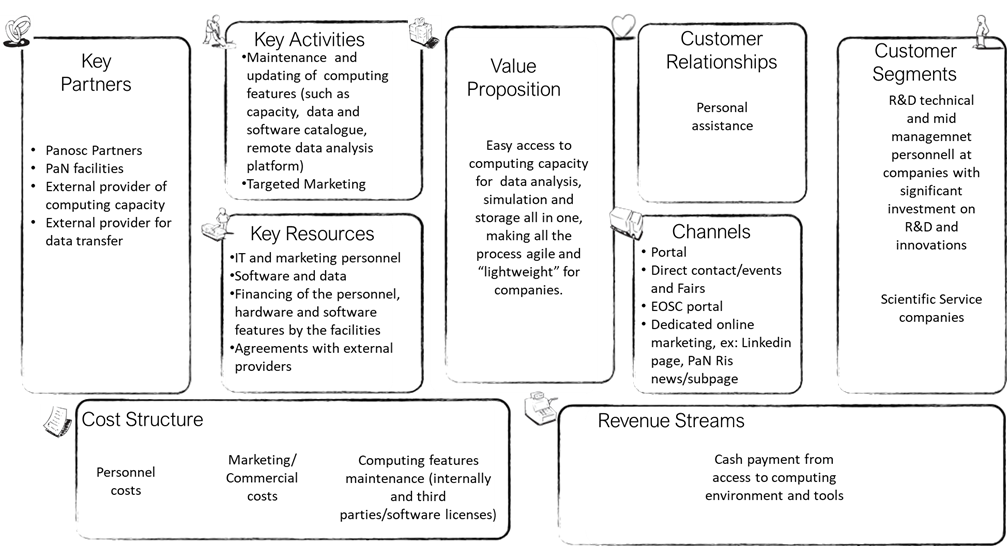 Key
Partners
• Panosc Partners
• PaN facilities
• External provider of
computing capacity
• External provider for
data transfer
Key Activities
•Maintenance and
updating of computing
features (such as
capacity, data and
software catalogue,
remote data analysis
platform)
•Targeted Marketing
Key Resources
•IT and marketing personnel
•Software and data
•Financing of the personnel,
hardware and software
features by the facilities
•Agreements with external
providers
Value
Proposition
Easy access to
computing capacity
for data analysis,
simulation and
storage all in one,
making all the
process agile and
“lightweight” for
companies.
Customer
Relationships
Personal
assistance
Channels
• Portal
• Direct contact/events
and Fairs
• EOSC portal
• Dedicated online
marketing, ex: Linkedin
page, PaN Ris
news/subpage
Customer
Segments
R&D technical
and mid
managemnet
personnell at
companies with
significant
investment on
R&D and
innovations
Scientific Service
companies
Cost Structure
Personnel
costs
Marketing/
Commercial
costs
Computing features
maintenance (internally
and third
parties/software licenses)
Revenue Streams
Cash payment from
access to computing
environment and tools